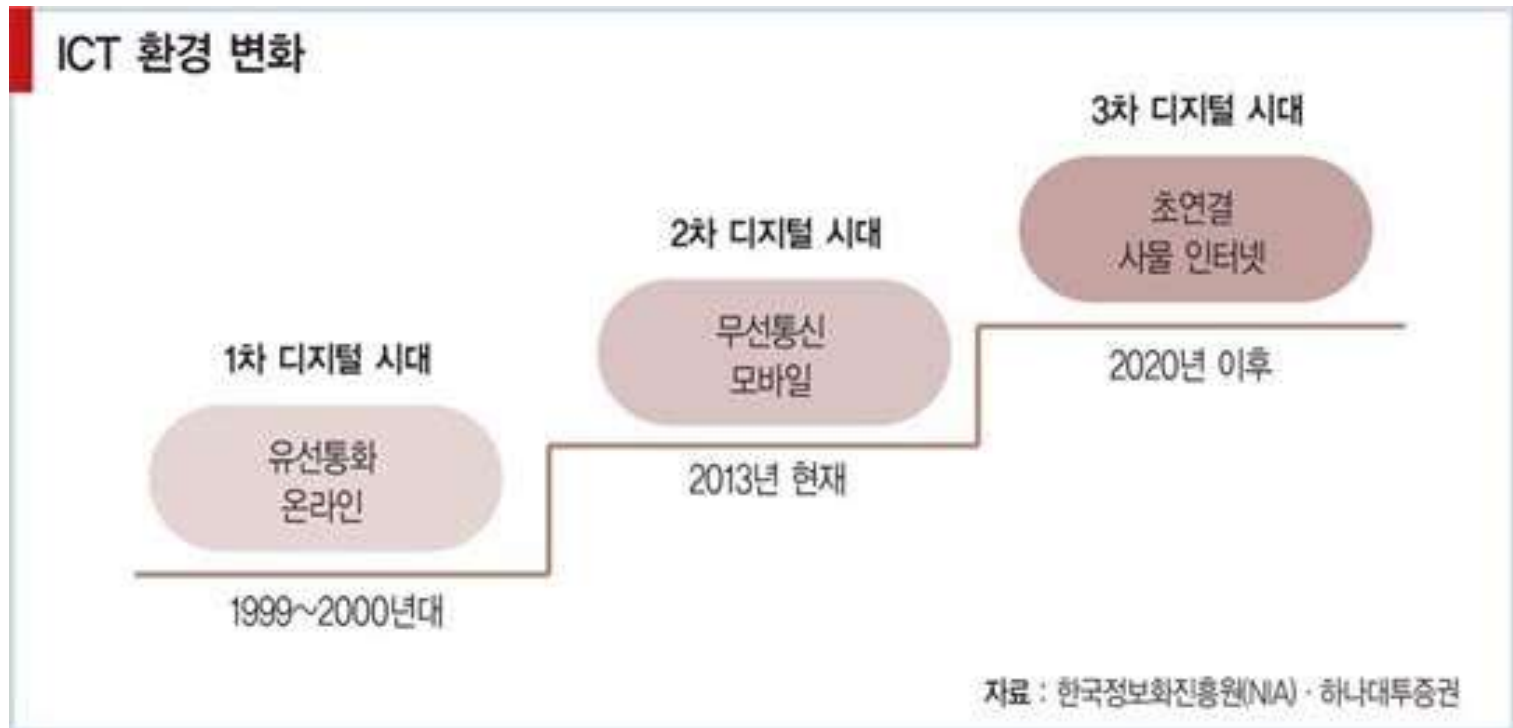 ICT 환경 변화
3차 디지털 시대
초연결
사물 인터넷
2020년 이후
2차 디지털 시대
무선통신
모바일
2013년 현재
1차 디지털 시대
유선통화
온라인
1999~2000년대
자료 : 한국정보화진흥원(NIA) · 하나대투증권